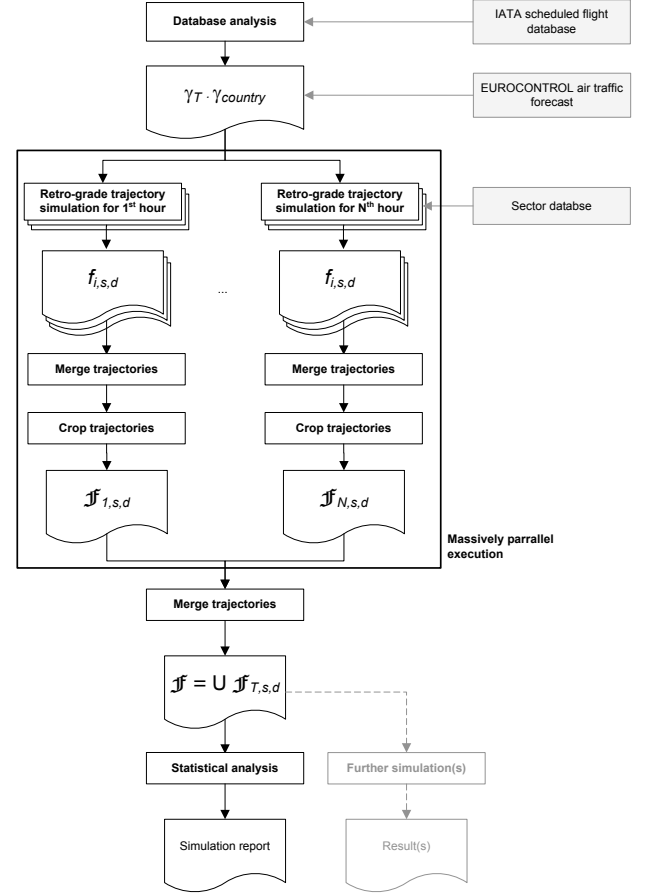 Database analysis
IATA scheduled flight
database
γT · γcountry
EUROCONTROL air traffic
forecast
Retro-grade trajectory
simulation for 1st hour
Retro-grade trajectory
simulation for Nth hour
Sector databse
fi,s,d
...
fi,s,d
Merge trajectories
Merge trajectories
Crop trajectories
Crop trajectories
𝕱1,s,d
𝕱N,s,d
Massively parrallel
execution
Merge trajectories
𝕱 = U 𝕱T,s,d
Statistical analysis
Further simulation(s)
Simulation report
Result(s)